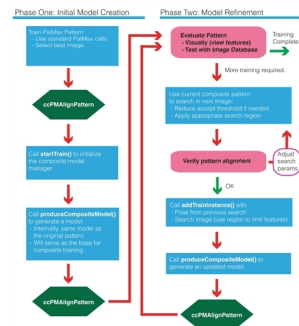 Phase One: Initial Model Creation
Train PatMax Pattern
- Use standard PatMax calls
- Select best image
ccPMAlignPattern
Call startTrain() to initialize
the composite model
manager
Call produceCompositeModel()
to generate a model.
- Internally, same model as
the original pattern.
- Will serve as the base for
composite training.
ccPMAlignPattern
Phase Two: Model Refinement
Evaluate Pattern
- Visually (view features)
- Test with Image Database
Training
Complete
More training required.
Use current composite pattern
to search in next image.
- Reduce accept threshold if needed
- Apply appropriate search region
Verify pattern alignment
Adjust
search
params.
OK
Call addTrainInstance() with
- Pose from previous search
- Search image (use region to limit features)
Call produceCompositeModel() to
generate an updated model.
ccPMAlignPattern